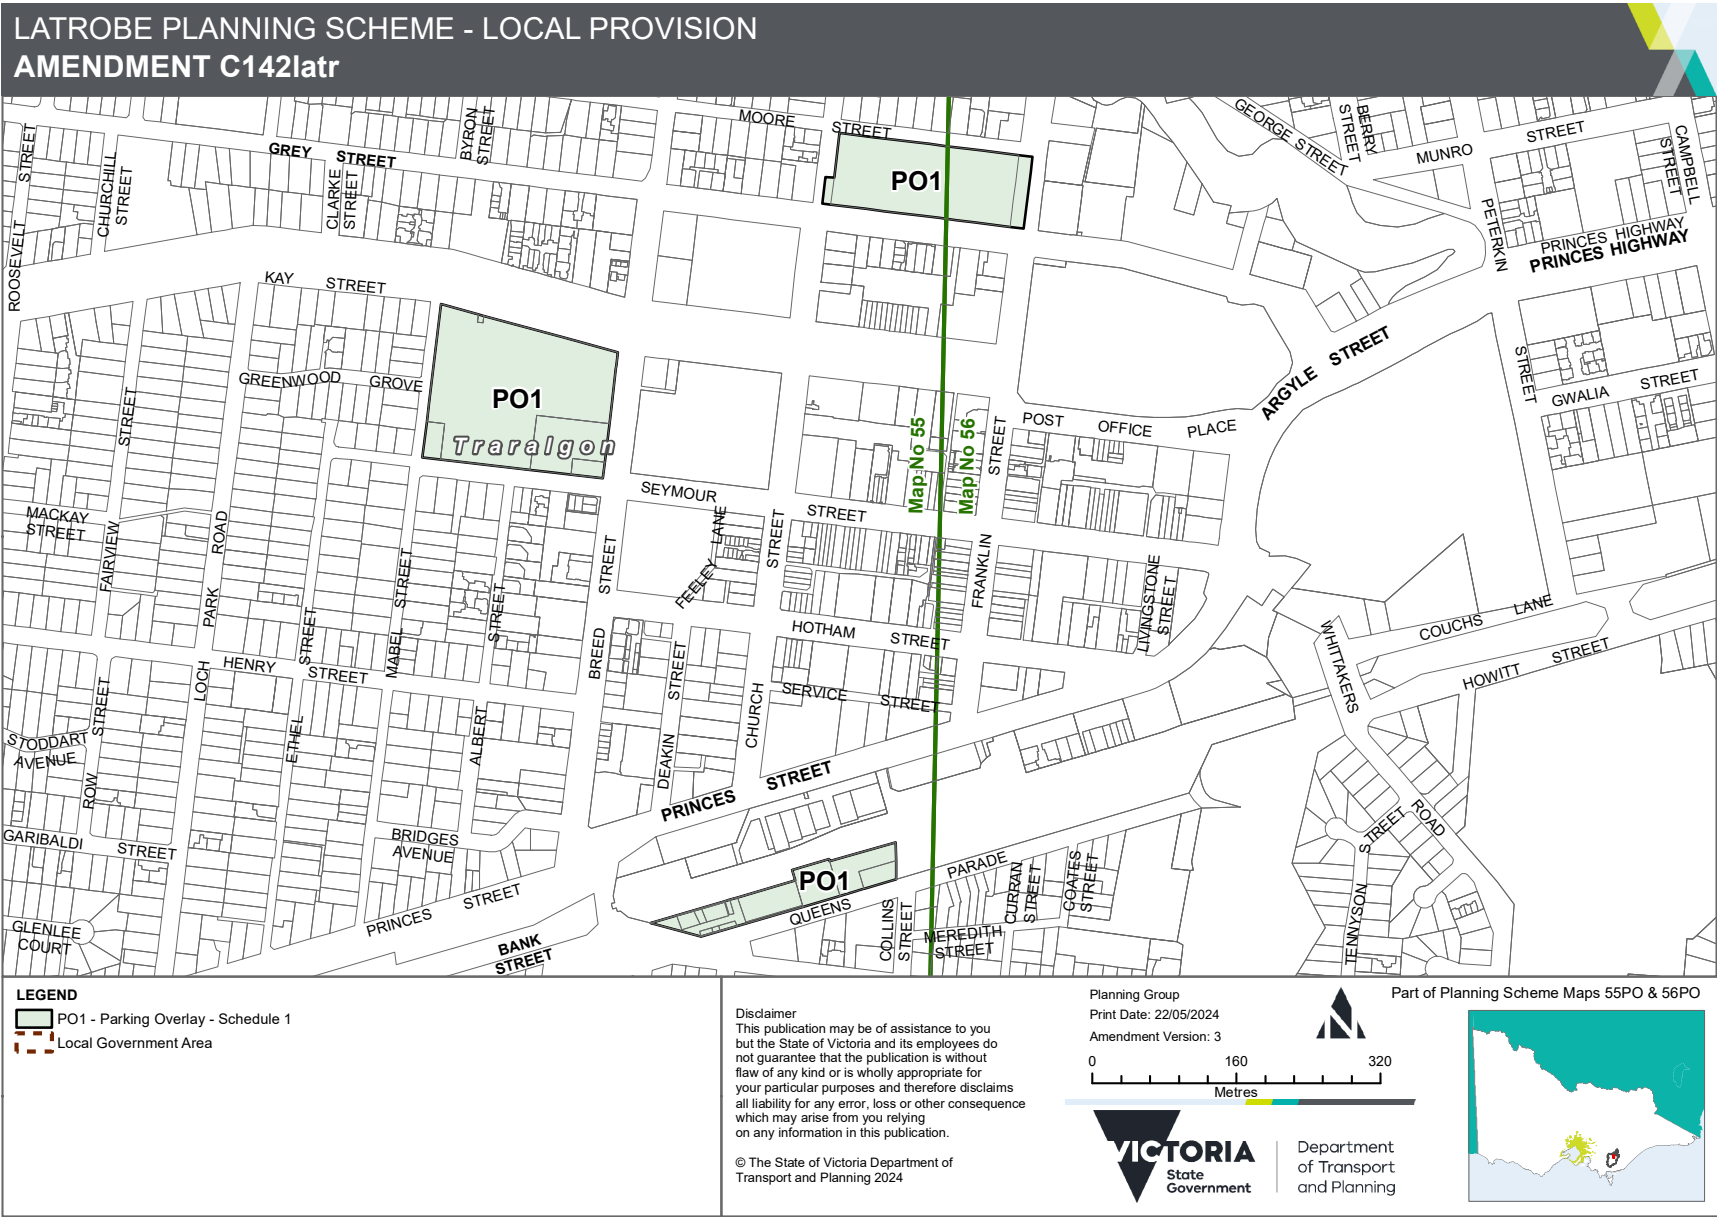 LATROBE PLANNING SCHEME - LOCAL PROVISION
AMENDMENT C142latr
MOORE STREET
GREY STREET
BYRON STREET
GEORGE STREET
BERRY STREET
MUNRO STREET
CAMPBELL STREET
ROOSEVELT STREET
CHURCHILL STREET
CLARKE STREET
PO1
PETERKIN STREET
PRINCES HIGHWAY
PRINCES HIGHWAY
KAY STREET
GREENWOOD GROVE
PO1
Traralgon
ARGYLE STREET
GWALIA STREET
POST OFFICE PLACE
Map No 55
Map No 56
FRANKLIN STREET
SEYMOUR STREET
MACKAY STREET
FAIRVIEW STREET
PARK ROAD
LOCH
FEELEY LANE
CHURCH STREET
BREED STREET
MABEL STREET
ETHEL STREET
ALBERT STREET
DEAKIN STREET
LIVINGSTONE STREET
HOTHAM STREET
SERVICE STREET
HENRY STREET
COUCHS LANE
HOWITT STREET
WHITTAKERS ROAD
STODDART AVENUE
ROW STREET
PRINCES STREET
BRIDGES AVENUE
GARIBALDI STREET
PRINCES STREET
BANK STREET
GLENLEE COURT
PO1
QUEENS PARADE
COLLINS STREET
MEREDITH STREET
CURRAN STREET
COATES STREET
TENNYSON STREET
LEGEND
PO1 - Parking Overlay - Schedule 1
Local Government Area
Disclaimer
This publication may be of assistance to you
but the State of Victoria and its employees do
not guarantee that the publication is without
flaw of any kind or is wholly appropriate for
your particular purposes and therefore disclaims
all liability for any error, loss or other consequence
which may arise from you relying
on any information in this publication.
© The State of Victoria Department of
Transport and Planning 2024
Planning Group
Print Date: 22/05/2024
Amendment Version: 3
N
0 160 320
Metres
VICTORIA
State
Government
Department
of Transport
and Planning
Part of Planning Scheme Maps 55PO & 56PO